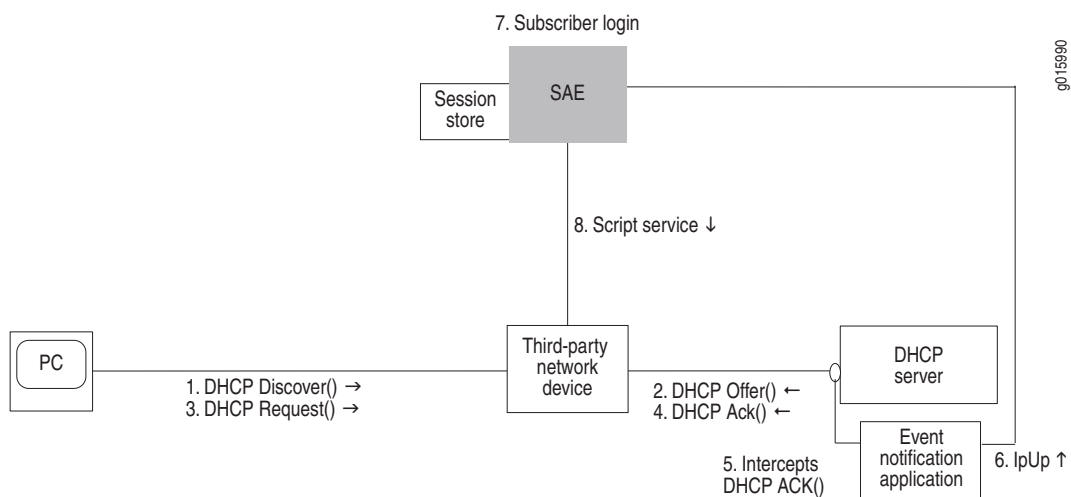 7. Subscriber login
g015990
SAE
Session
store
8. Script service ↓
PC
Third-party
network
device
DHCP
server
1. DHCP Discover() →
3. DHCP Request() →
2. DHCP Offer() ←
4. DHCP Ack() ←
Event
notification
application
5. Intercepts
DHCP ACK()
6. IpUp ↑